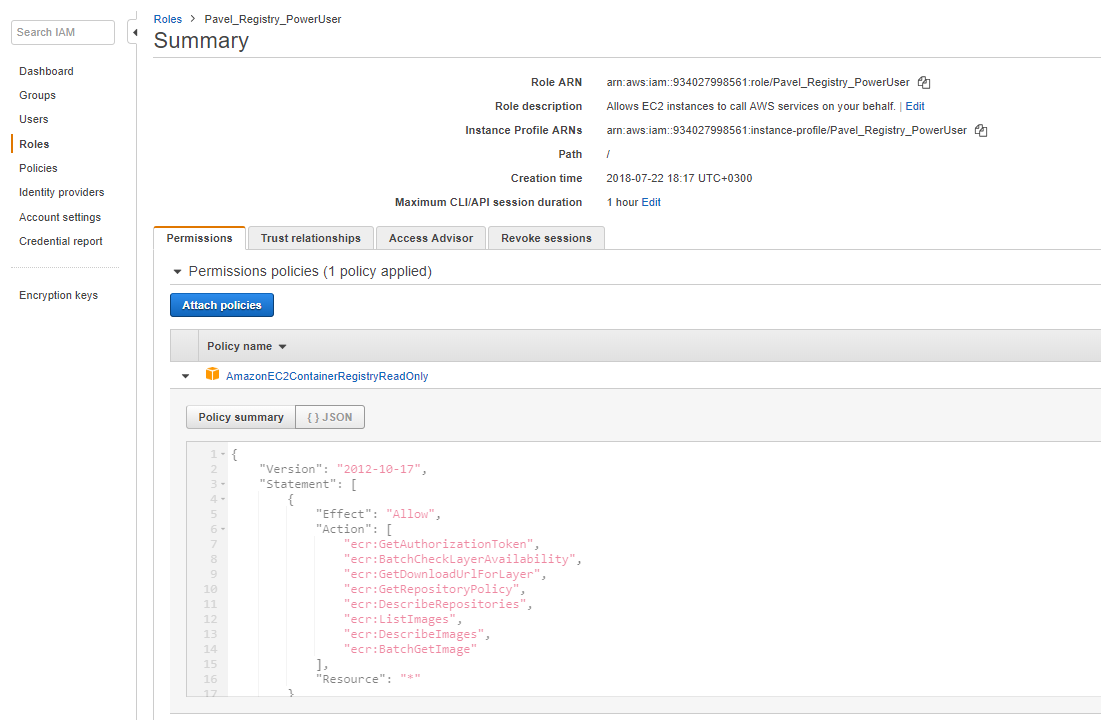 Search IAM
Dashboard
Groups
Users
Roles
Policies
Identity providers
Account settings
Credential report
Encryption keys
Roles > Pavel_Registry_PowerUser
Summary
Role ARN arn:aws:iam::934027998561:role/Pavel_Registry_PowerUser
Role description Allows EC2 instances to call AWS services on your behalf. | Edit
Instance Profile ARNs arn:aws:iam::934027998561:instance-profile/Pavel_Registry_PowerUser
Path /
Creation time 2018-07-22 18:17 UTC+0300
Maximum CLI/API session duration 1 hour Edit
Permissions Trust relationships Access Advisor Revoke sessions
Permissions policies (1 policy applied)
Attach policies
Policy name
AmazonEC2ContainerRegistryReadOnly
Policy summary { } JSON
1 {
2 "Version": "2012-10-17",
3 "Statement": [
4 {
5 "Effect": "Allow",
6 "Action": [
7 "ecr:GetAuthorizationToken",
8 "ecr:BatchCheckLayerAvailability",
9 "ecr:GetDownloadUrlForLayer",
10 "ecr:GetRepositoryPolicy",
11 "ecr:DescribeRepositories",
12 "ecr:ListImages",
13 "ecr:DescribeImages",
14 "ecr:BatchGetImage"
15 ],
16 "Resource": "*"
17 }